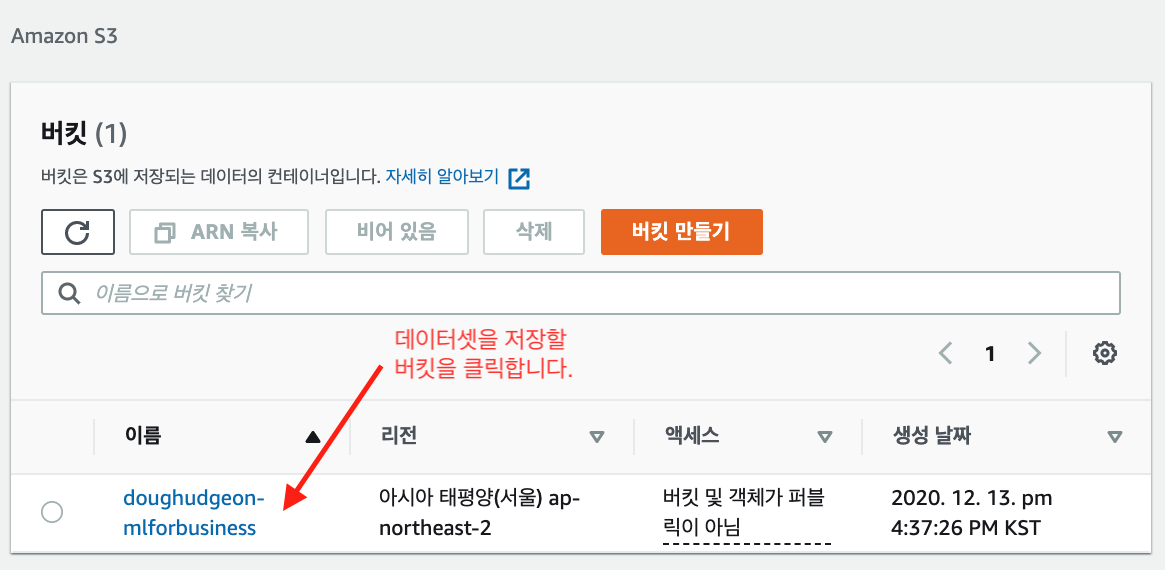 Amazon S3
버킷 (1)
버킷은 S3에 저장되는 데이터의 컨테이너입니다. 자세히 알아보기
ARN 복사 비어 있음 삭제 버킷 만들기
이름으로 버킷 찾기
데이터셋을 저장할
버킷을 클릭합니다.
1
이름 리전 액세스 생성 날짜
doughudgeon- 아시아 태평양(서울) ap- 버킷 및 객체가 퍼블 2020. 12. 13. pm
mlforbusiness northeast-2 릭이 아님 4:37:26 PM KST